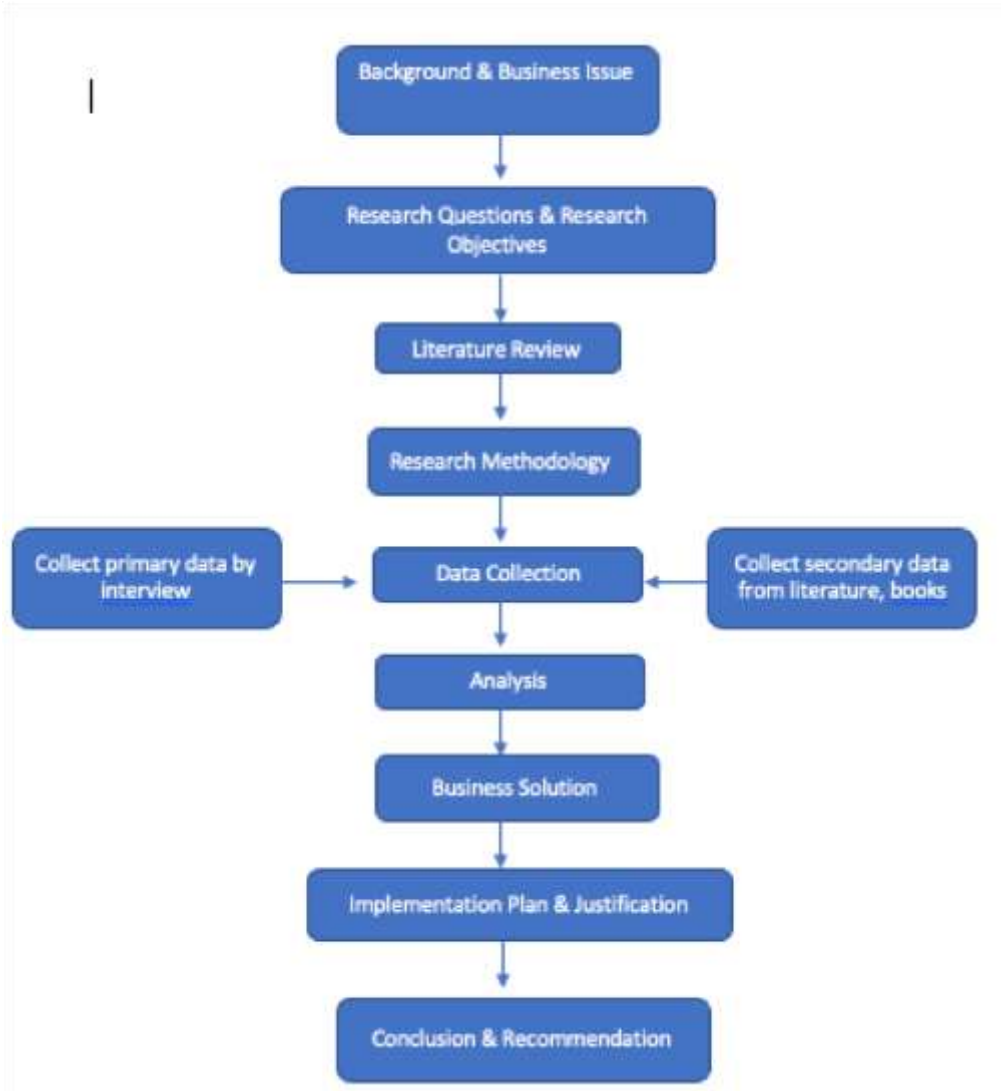 Background & Business Issue
Research Questions & Research
Objectives
Literature Review
Research Methodology
Collect primary data by
interview
Data Collection
Collect secondary data
from literature, books
Analysis
Business Solution
Implementation Plan & Justification
Conclusion & Recommendation